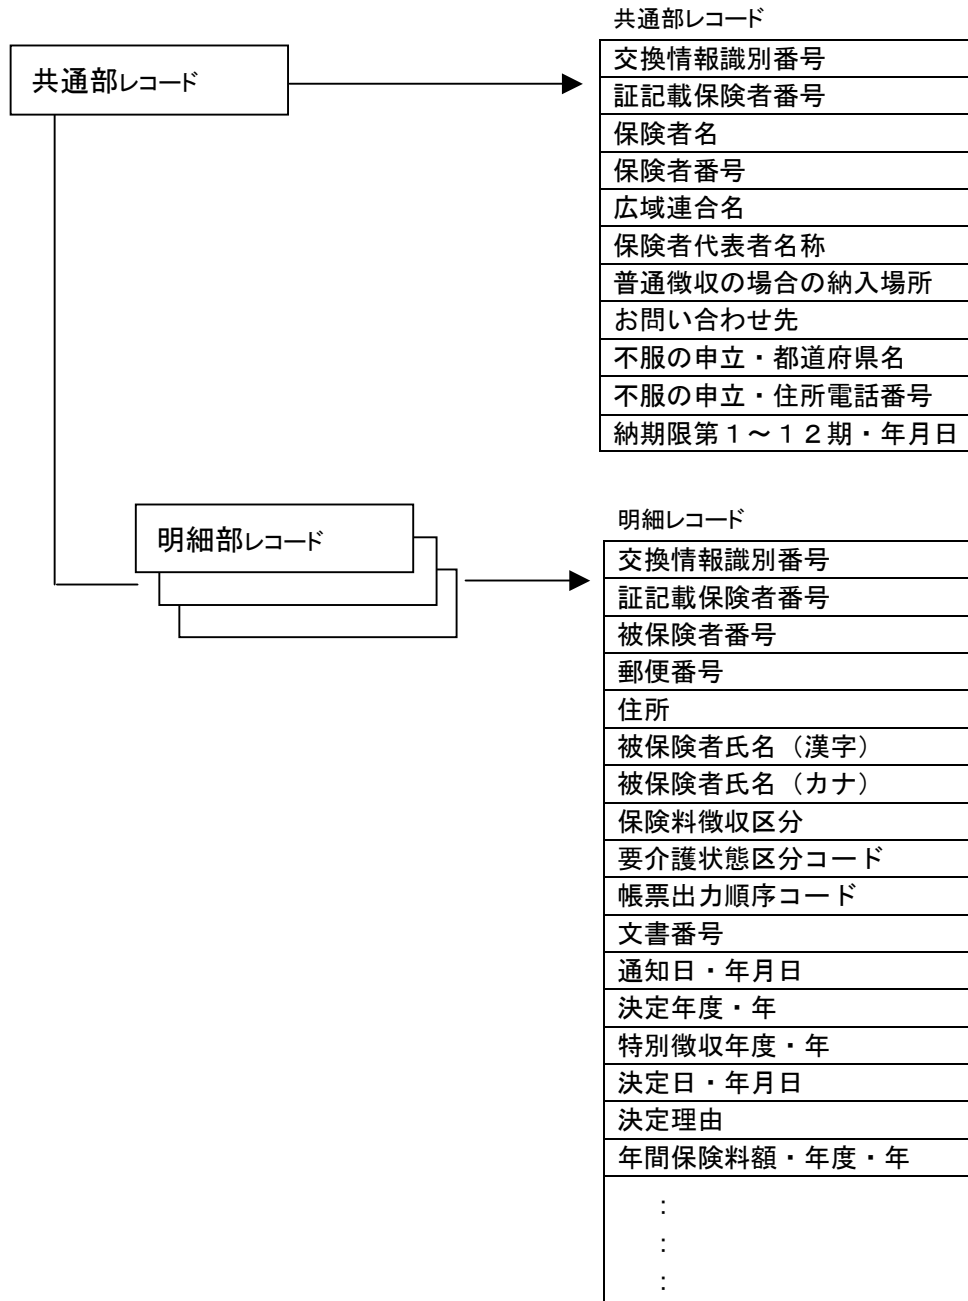 共通部レコード
共通部レコード
交換情報識別番号
証記載保険者番号
保険者名
保険者番号
広域連合名
保険者代表者名称
普通徴収の場合の納入場所
お問い合わせ先
不服の申立・都道府県名
不服の申立・住所電話番号
納期限第1~12期・年月日
明細部レコード
明細レコード
交換情報識別番号
証記載保険者番号
被保険者番号
郵便番号
住所
被保険者氏名(漢字)
被保険者氏名(カナ)
保険料徴収区分
要介護状態区分コード
帳票出力順序コード
文書番号
通知日・年月日
決定年度・年
特別徴収年度・年
決定日・年月日
決定理由
年間保険料額・年度・年
:
:
: